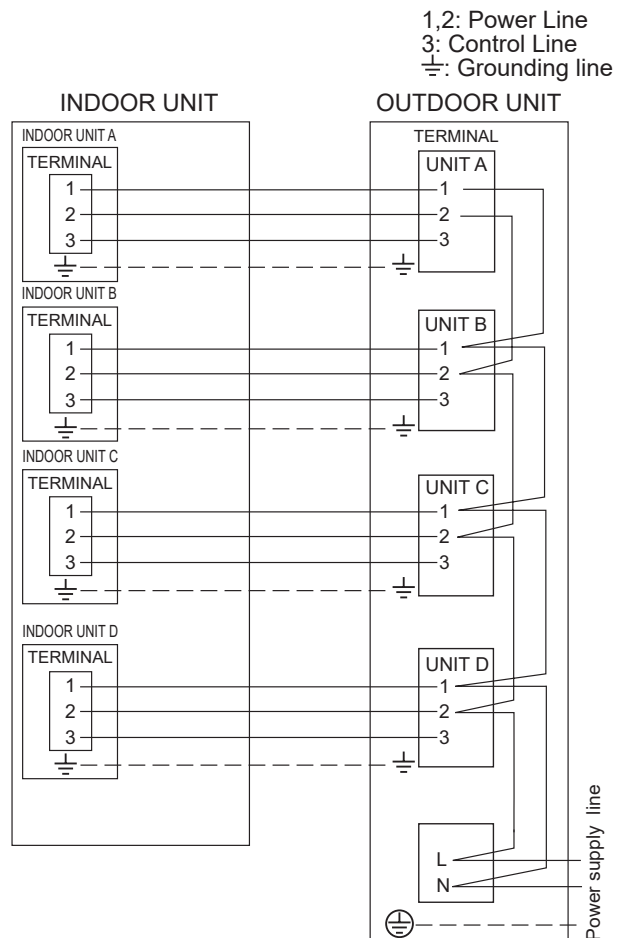 1,2: Power Line
3: Control Line
⏚: Grounding line
INDOOR UNIT
OUTDOOR UNIT
INDOOR UNIT A
TERMINAL
1
2
3
TERMINAL
UNIT A
1
2
3
INDOOR UNIT B
TERMINAL
1
2
3
UNIT B
1
2
3
INDOOR UNIT C
TERMINAL
1
2
3
UNIT C
1
2
3
INDOOR UNIT D
TERMINAL
1
2
3
UNIT D
1
2
3
L
N
Power supply line